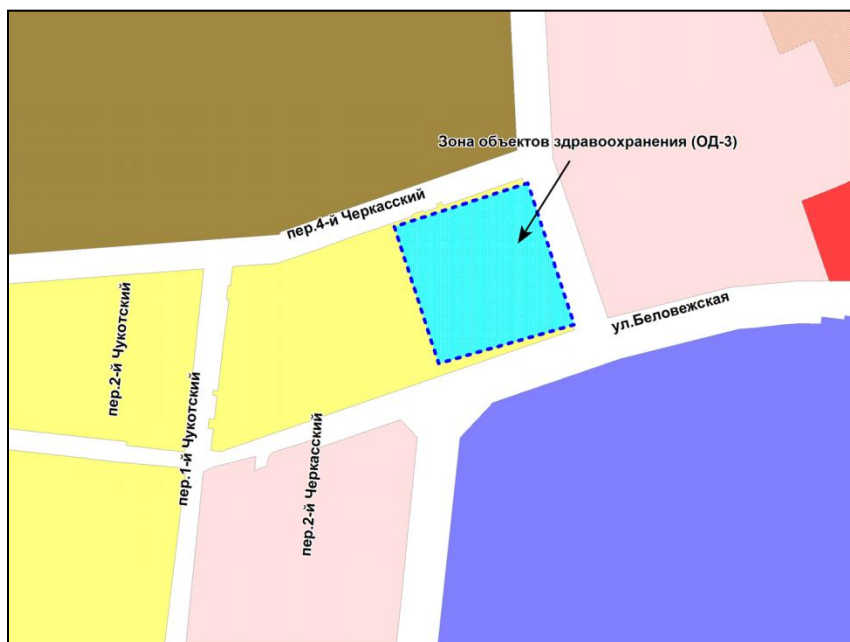 Зона объектов здравоохранения (ОД-3)
пер.4-й Черкасский
ул.Беловежская
пер.2-й Чукотский
пер.1-й Чукотский
пер.2-й Черкасский